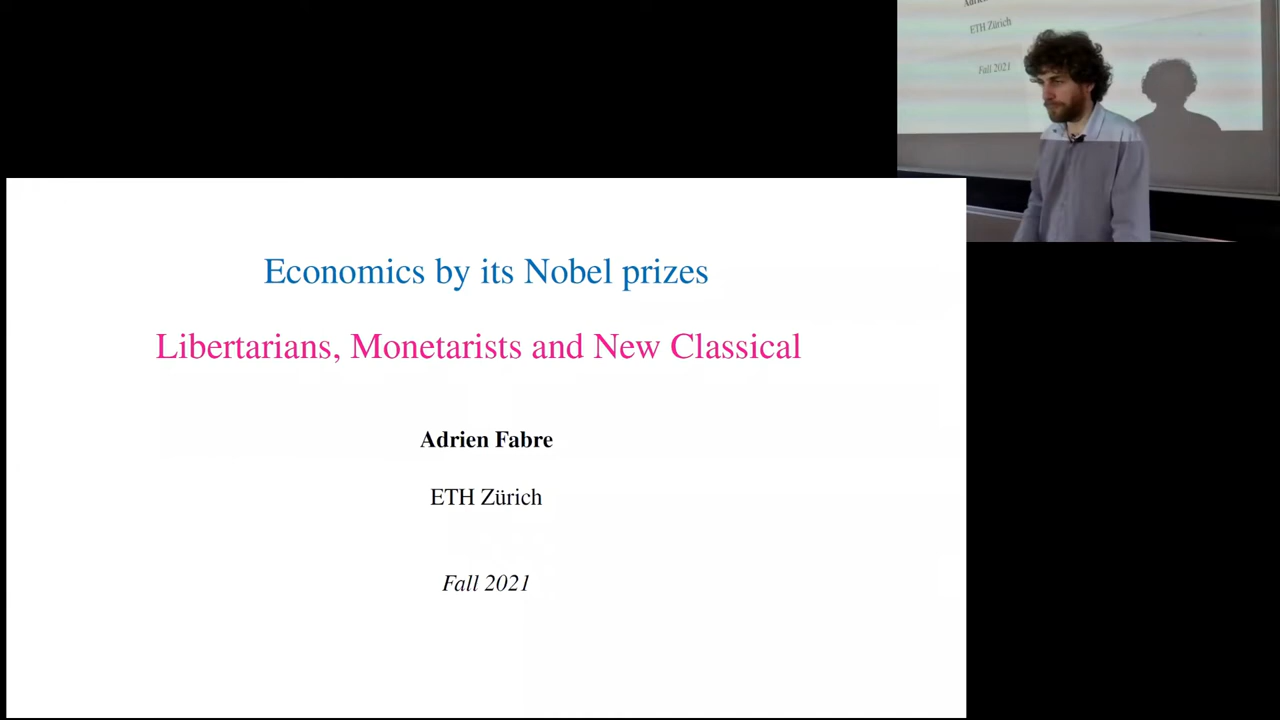 Economics by its Nobel prizes
Libertarians, Monetarists and New Classical
Adrien Fabre
ETH Zürich
Fall 2021
ETH Zürich
Fall 2021